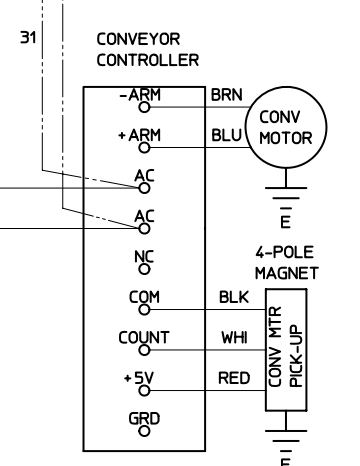 31
CONVEYOR
CONTROLLER
-ARM
BRN
+ARM
BLU
CONV
MOTOR
AC
AC
E
NC
4-POLE
MAGNET
COM
BLK
COUNT
WHI
+5V
RED
CONV MTR
PICK-UP
GRD
E